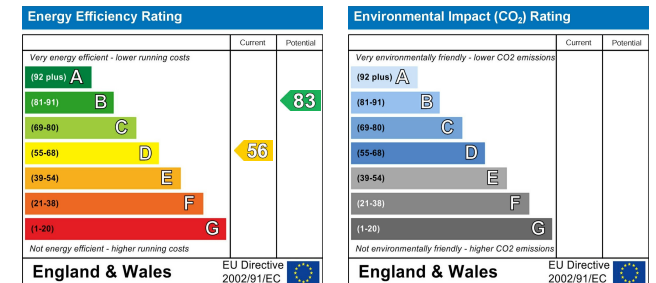 Energy Efficiency Rating
Current Potential
Very energy efficient - lower running costs
(92 plus) A
(81-91) B
83
(69-80) C
(55-68) D
56
(39-54) E
(21-38) F
(1-20) G
Not energy efficient - higher running costs
England & Wales
EU Directive
2002/91/EC
Environmental Impact (CO₂) Rating
Current Potential
Very environmentally friendly - lower CO2 emissions
(92 plus) A
(81-91) B
(69-80) C
(55-68) D
(39-54) E
(21-38) F
(1-20) G
Not environmentally friendly - higher CO2 emissions
England & Wales
EU Directive
2002/91/EC